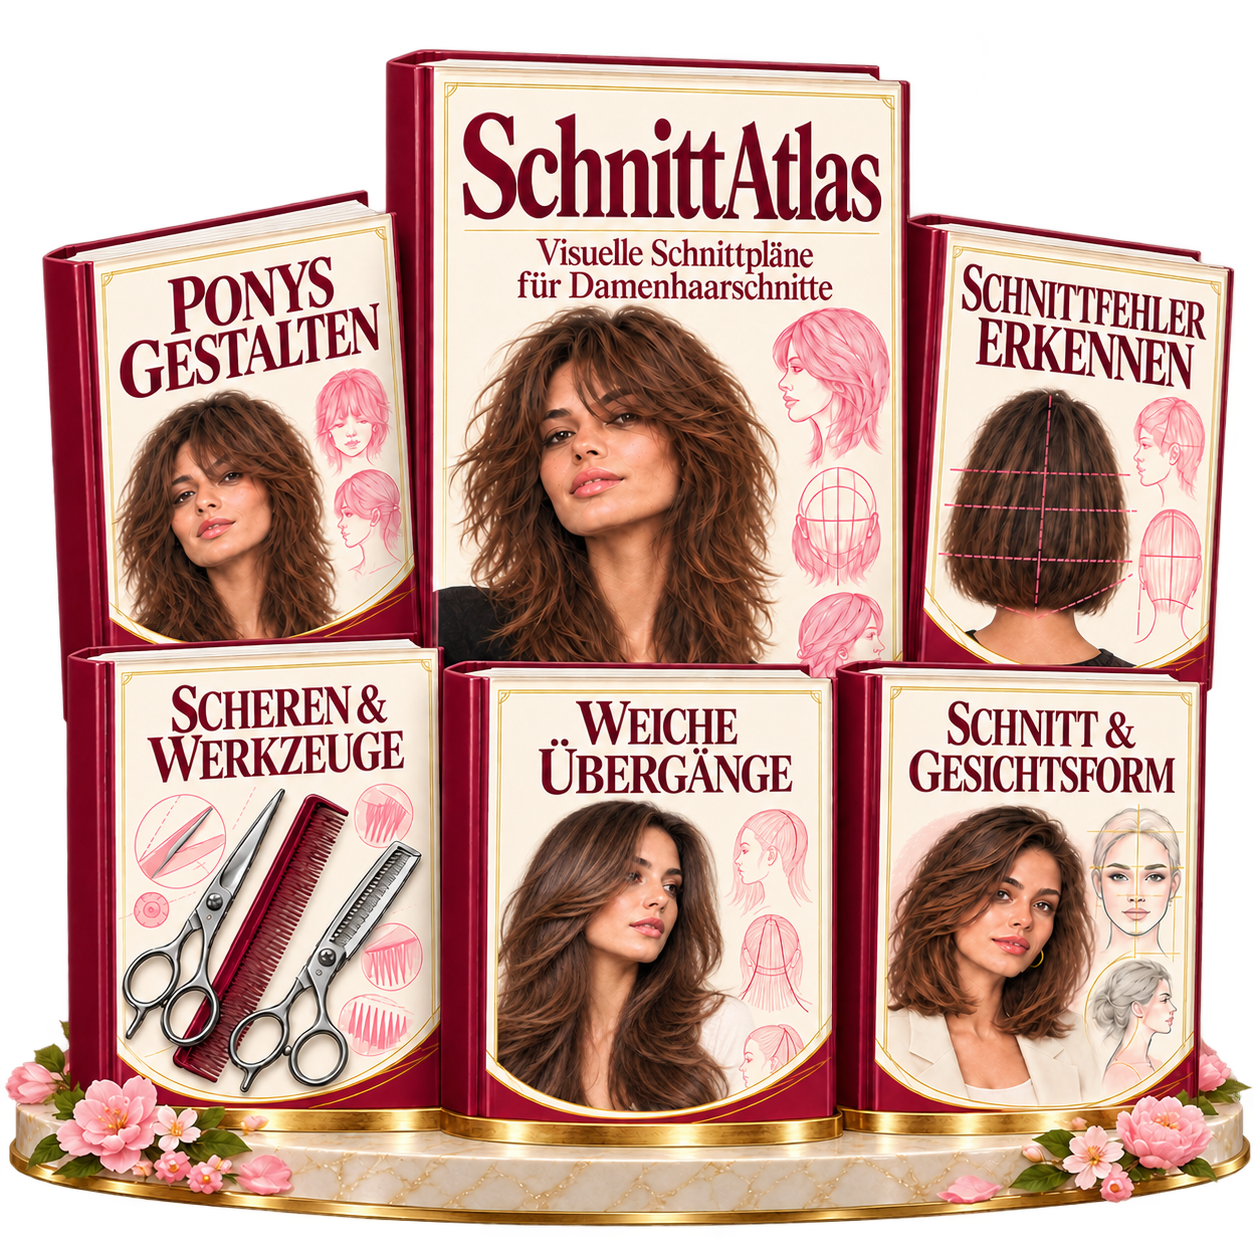 SchnittAtlas
Visuelle Schnittpläne
für Damenhaarschnitte
PONYS
GESTALTEN
SCHNITTFEHLER
ERKENNEN
SCHEREN &
WERKZEUGE
WEICHE
ÜBERGÄNGE
SCHNITT &
GESICHTSFORM